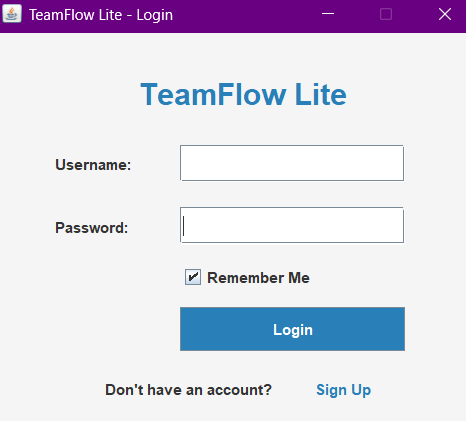 TeamFlow Lite - Login
TeamFlow Lite
Username:
Password:
Remember Me
Login
Don't have an account? Sign Up